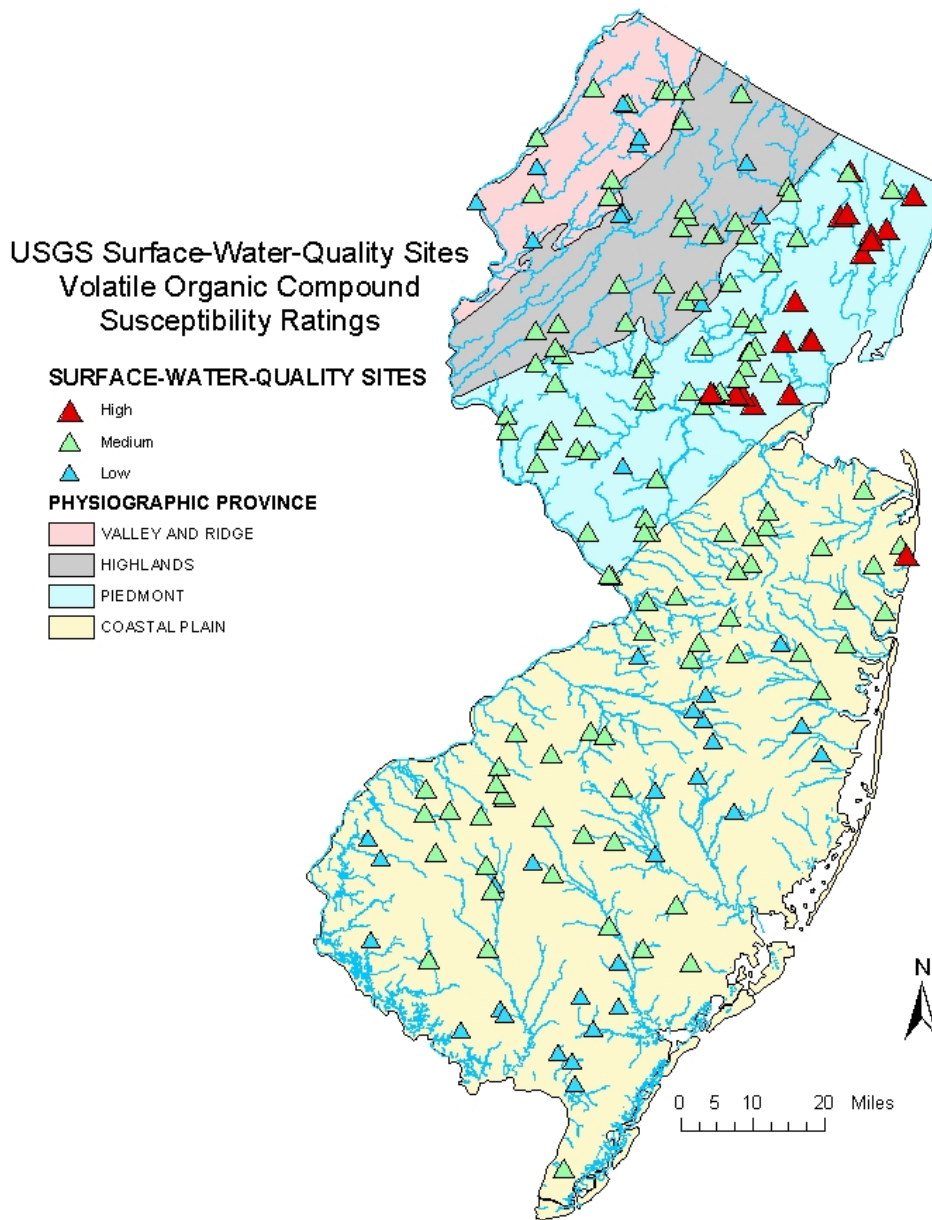 USGS Surface-Water-Quality Sites
Volatile Organic Compound
Susceptibility Ratings
SURFACE-WATER-QUALITY SITES
High
Medium
Low
PHYSIOGRAPHIC PROVINCE
VALLEY AND RIDGE
HIGHLANDS
PIEDMONT
COASTAL PLAIN
N
0 5 10 20 Miles